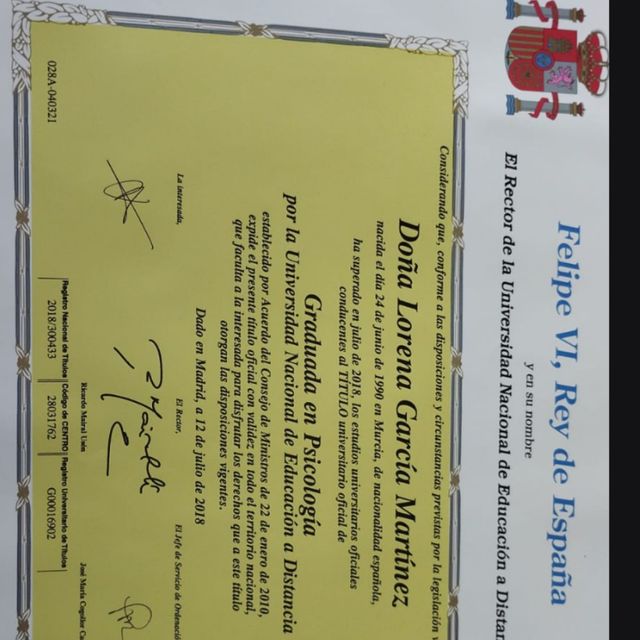 Felipe VI, Rey de España
y en su nombre
El Rector de la Universidad Nacional de Educación a
Considerando que, conforme a las disposiciones y circunstancias previstas por la legislación
Doña Lorena García Martínez
nacida el día 24 de junio de 1990 en Murcia, de nacionalidad española,
ha superado en julio de 2018, los estudios universitarios oficiales
conducentes al TÍTULO universitario oficial de
Graduada en Psicología
por la Universidad Nacional de Educación a Distancia
establecido por Acuerdo del Consejo de Ministros de 22 de enero de 2010,
expide el presente título oficial con validez en todo el territorio nacional,
que faculta a la interesada para disfrutar los derechos que a este título
otorgan las disposiciones vigentes.
Dado en Madrid, a 12 de julio de 2018
La interesada,
El Rector,
El Jefe de Servicio de
Ricardo Mairal Usón
José María
Registro Nacional de Títulos | Código de CENTRO | Registro Universitario de Títulos
2018/300433 28031762 G00016902
028A-040321